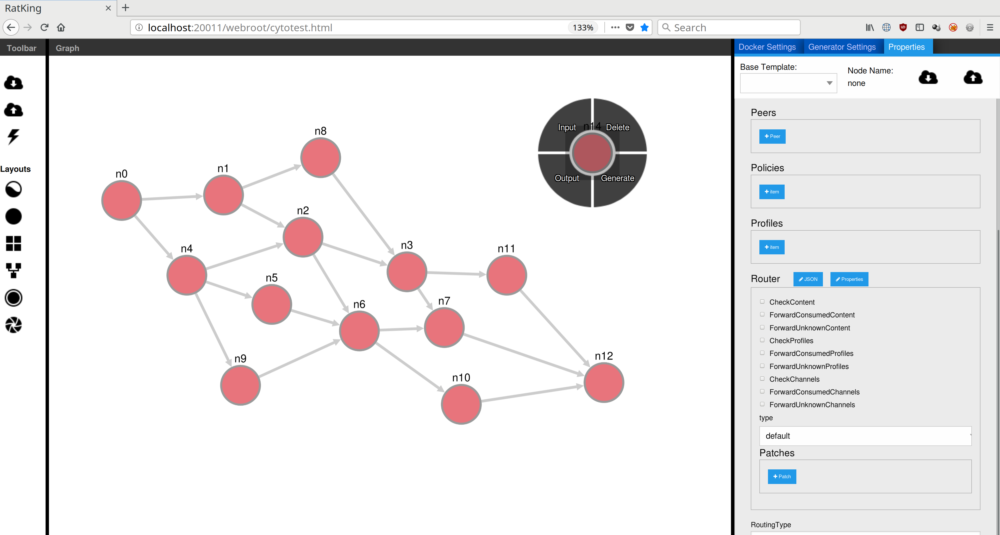 RatKing
localhost:20011/webroot/cytotest.html
133%
Search
Toolbar
Graph
Docker Settings
Generator Settings
Properties
Base Template:
Node Name:
none
Peers
Peer
Policies
item
Profiles
item
Router
JSON
Properties
CheckContent
ForwardConsumedContent
ForwardUnknownContent
CheckProfiles
ForwardConsumedProfiles
ForwardUnknownProfiles
CheckChannels
ForwardConsumedChannels
ForwardUnknownChannels
type
default
Patches
Patch
RoutingType
Layouts
n8
Input
n14
Delete
Output
Generate
n1
n0
n2
n3
n11
n4
n5
n7
n6
n12
n9
n10